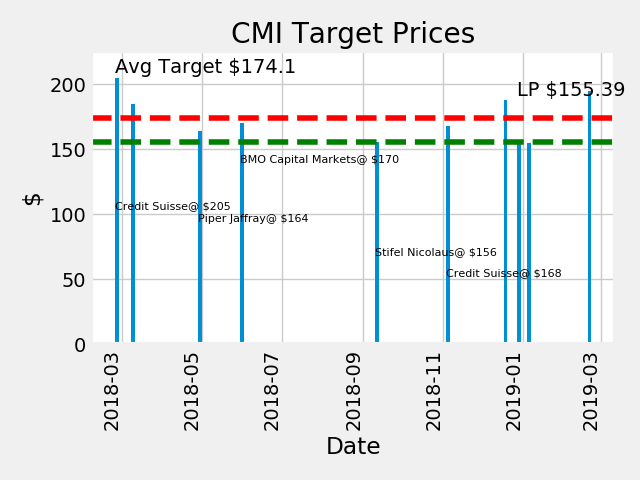 CMI Target Prices
Avg Target $174.1
LP $155.39
BMO Capital Markets@ $170
Credit Suisse@ $205
Piper Jaffray@ $164
Stifel Nicolaus@ $156
Credit Suisse@ $168
$
200
150
100
50
0
2018-03
2018-05
2018-07
2018-09
2018-11
2019-01
2019-03
Date